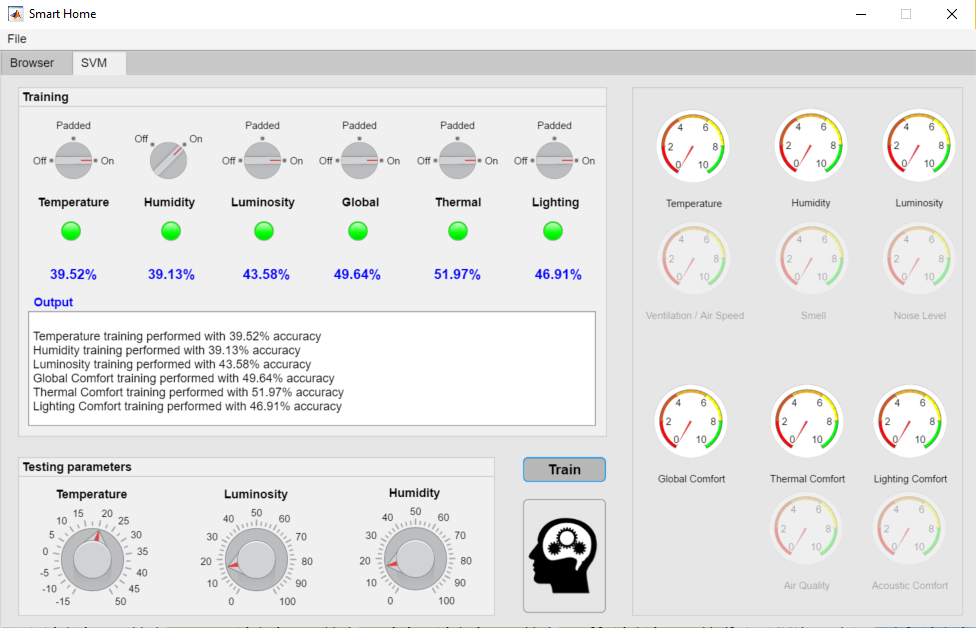 Smart Home
File
Browser SVM
Training
Padded Off On
Off On
Padded Off On
Padded Off On
Padded Off On
Padded Off On
Temperature Humidity Luminosity Global Thermal Lighting
39.52% 39.13% 43.58% 49.64% 51.97% 46.91%
Output
Temperature training performed with 39.52% accuracy
Humidity training performed with 39.13% accuracy
Luminosity training performed with 43.58% accuracy
Global Comfort training performed with 49.64% accuracy
Thermal Comfort training performed with 51.97% accuracy
Lighting Comfort training performed with 46.91% accuracy
Testing parameters
Temperature
-15 -10 -5 0 5 10 15 20 25 30 35 40 45 50
Luminosity
0 10 20 30 40 50 60 70 80 90 100
Humidity
0 10 20 30 40 50 60 70 80 90 100
Train
0 2 4 6 8 10
Temperature
0 2 4 6 8 10
Humidity
0 2 4 6 8 10
Luminosity
0 2 4 6 8 10
Ventilation / Air Speed
0 2 4 6 8 10
Smell
0 2 4 6 8 10
Noise Level
0 2 4 6 8 10
Global Comfort
0 2 4 6 8 10
Thermal Comfort
0 2 4 6 8 10
Lighting Comfort
0 2 4 6 8 10
Air Quality
0 2 4 6 8 10
Acoustic Comfort